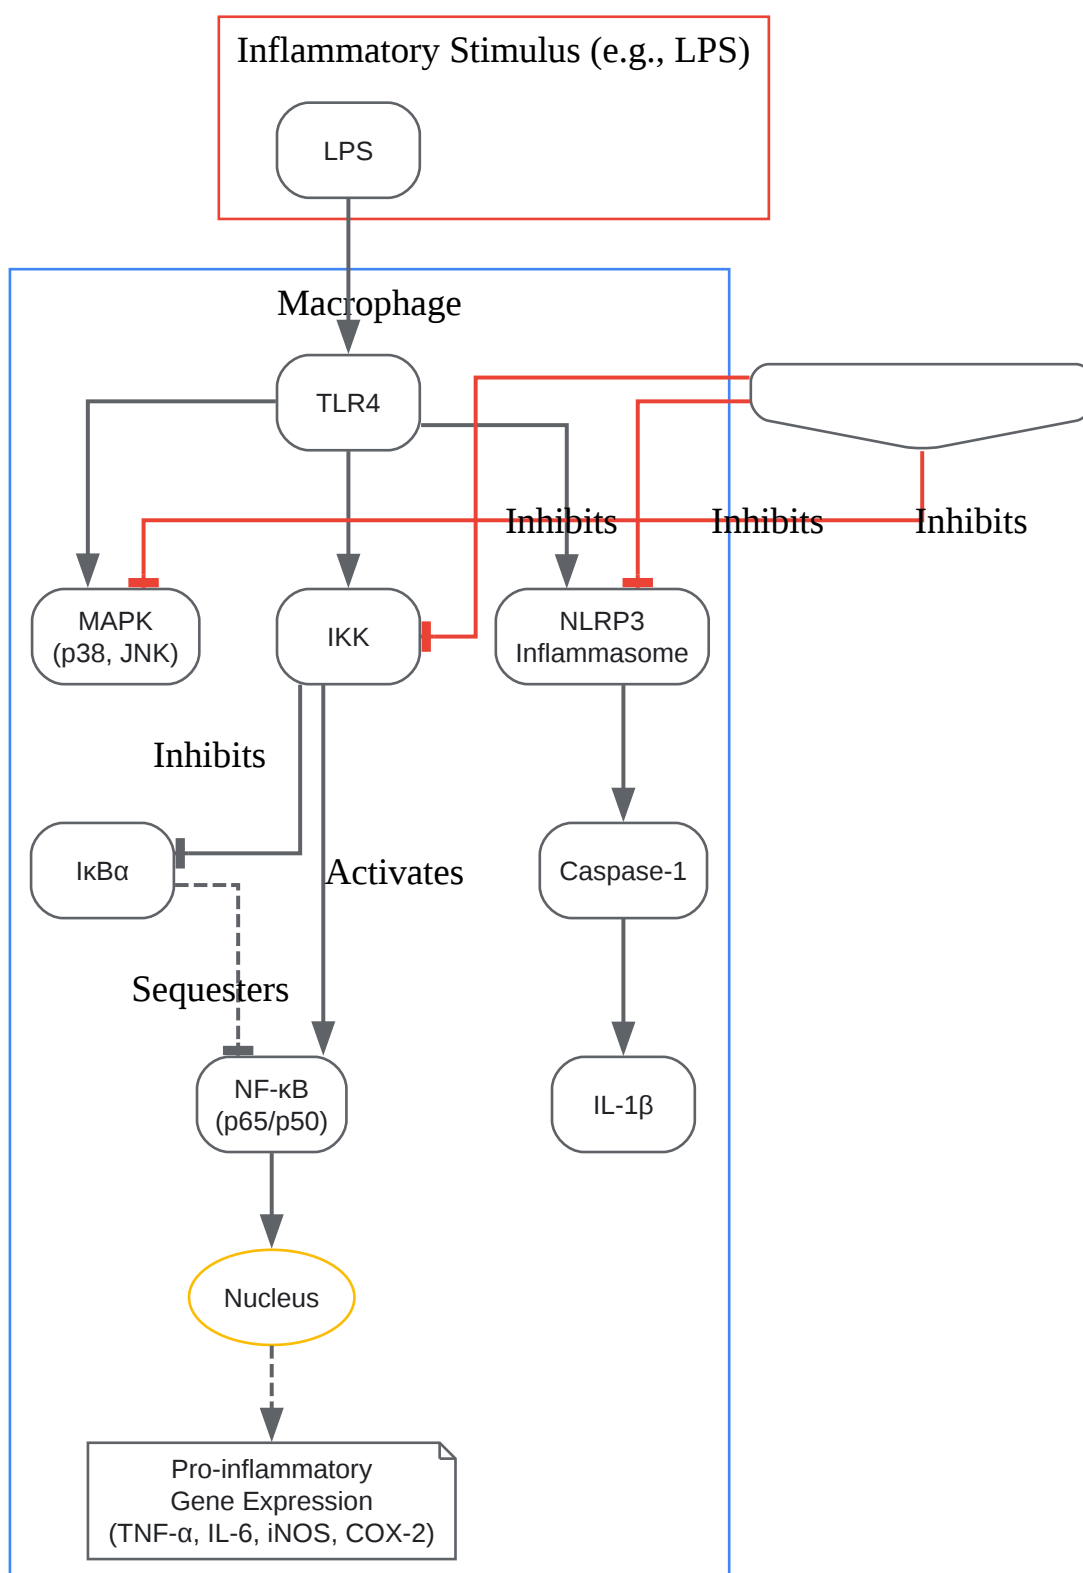 Inflammatory Stimulus (e.g., LPS)
LPS
Macrophage
TLR4
Inhibits
Inhibits
Inhibits
MAPK
(p38, JNK)
IKK
NLRP3
Inflammasome
Inhibits
IκBα
Activates
Caspase-1
Sequesters
NF-κB
(p65/p50)
IL-1β
Nucleus
Pro-inflammatory
Gene Expression
(TNF-α, IL-6, iNOS, COX-2)